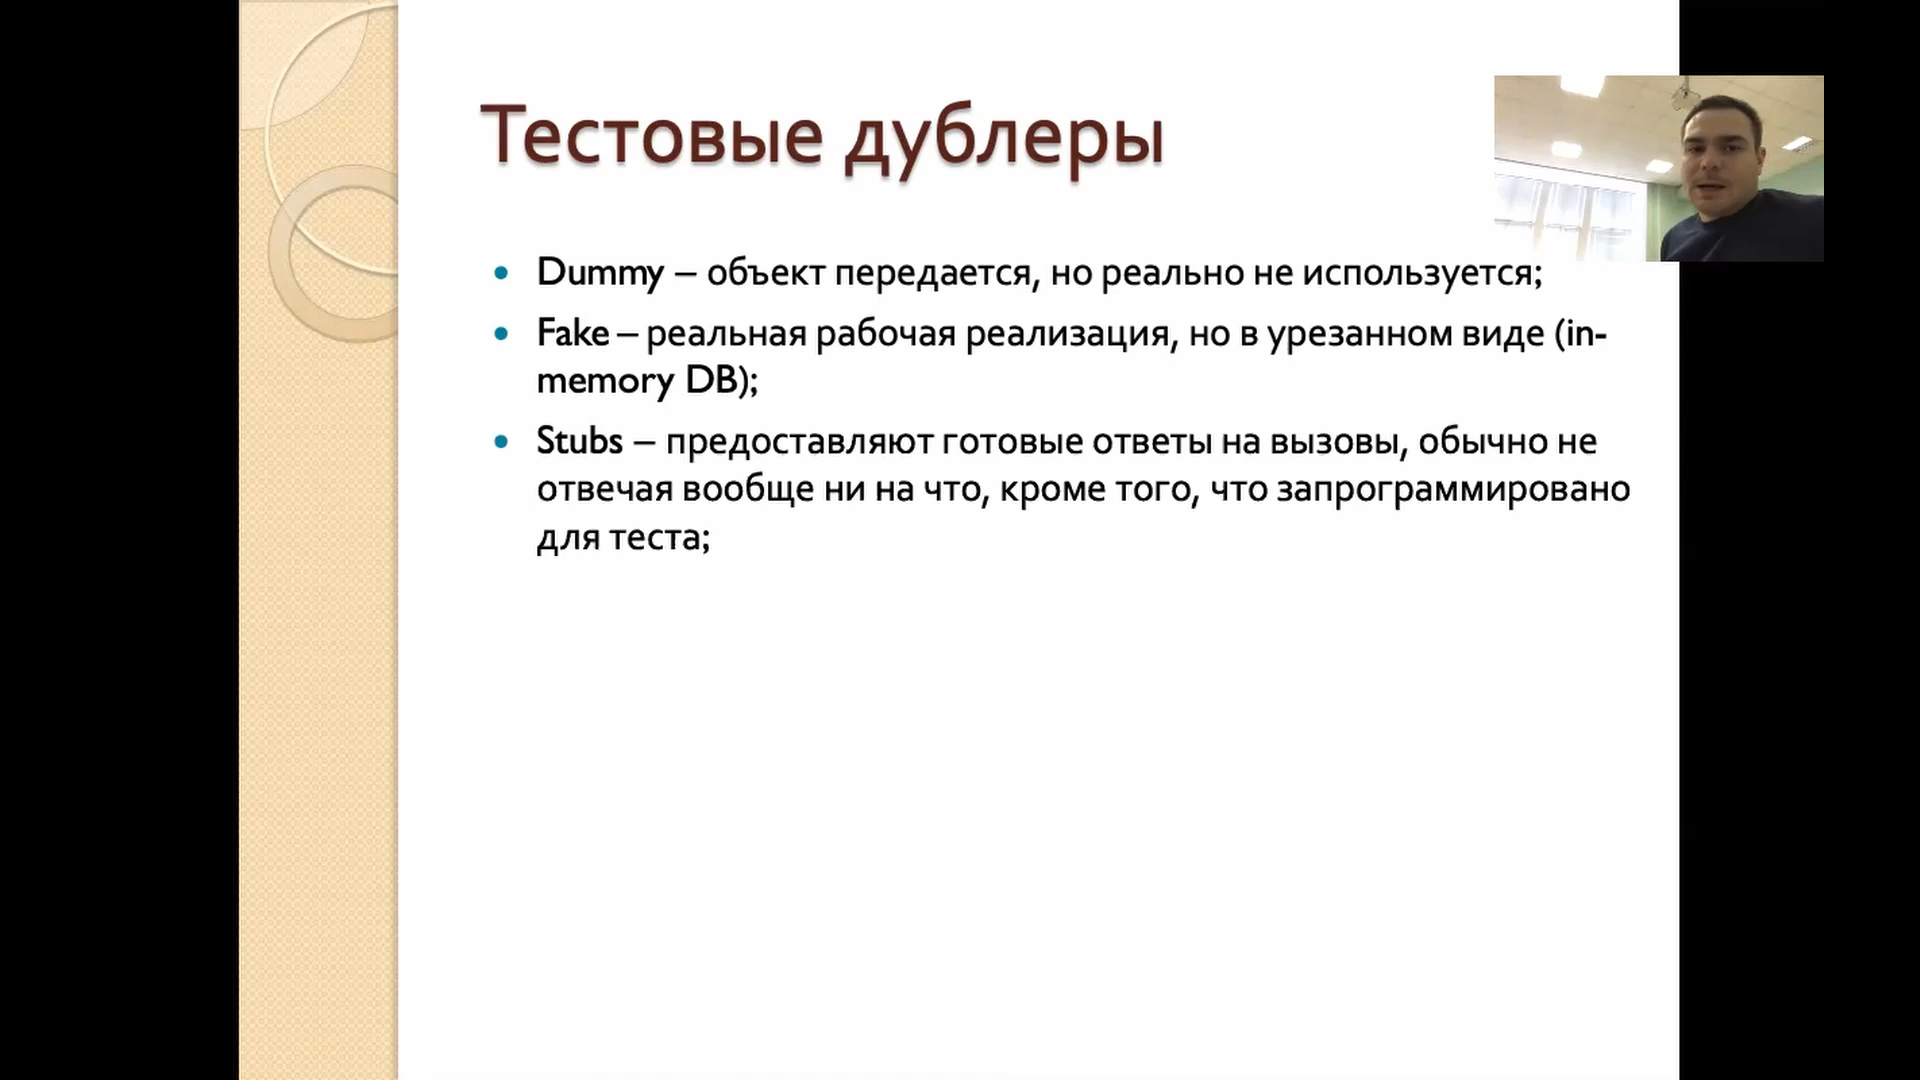 Тестовые дублеры
Dummy – объект передается, но реально не используется;
Fake – реальная рабочая реализация, но в урезанном виде (in-
memory DB);
Stubs – предоставляют готовые ответы на вызовы, обычно не
отвечая вообще ни на что, кроме того, что запрограммировано
для теста;